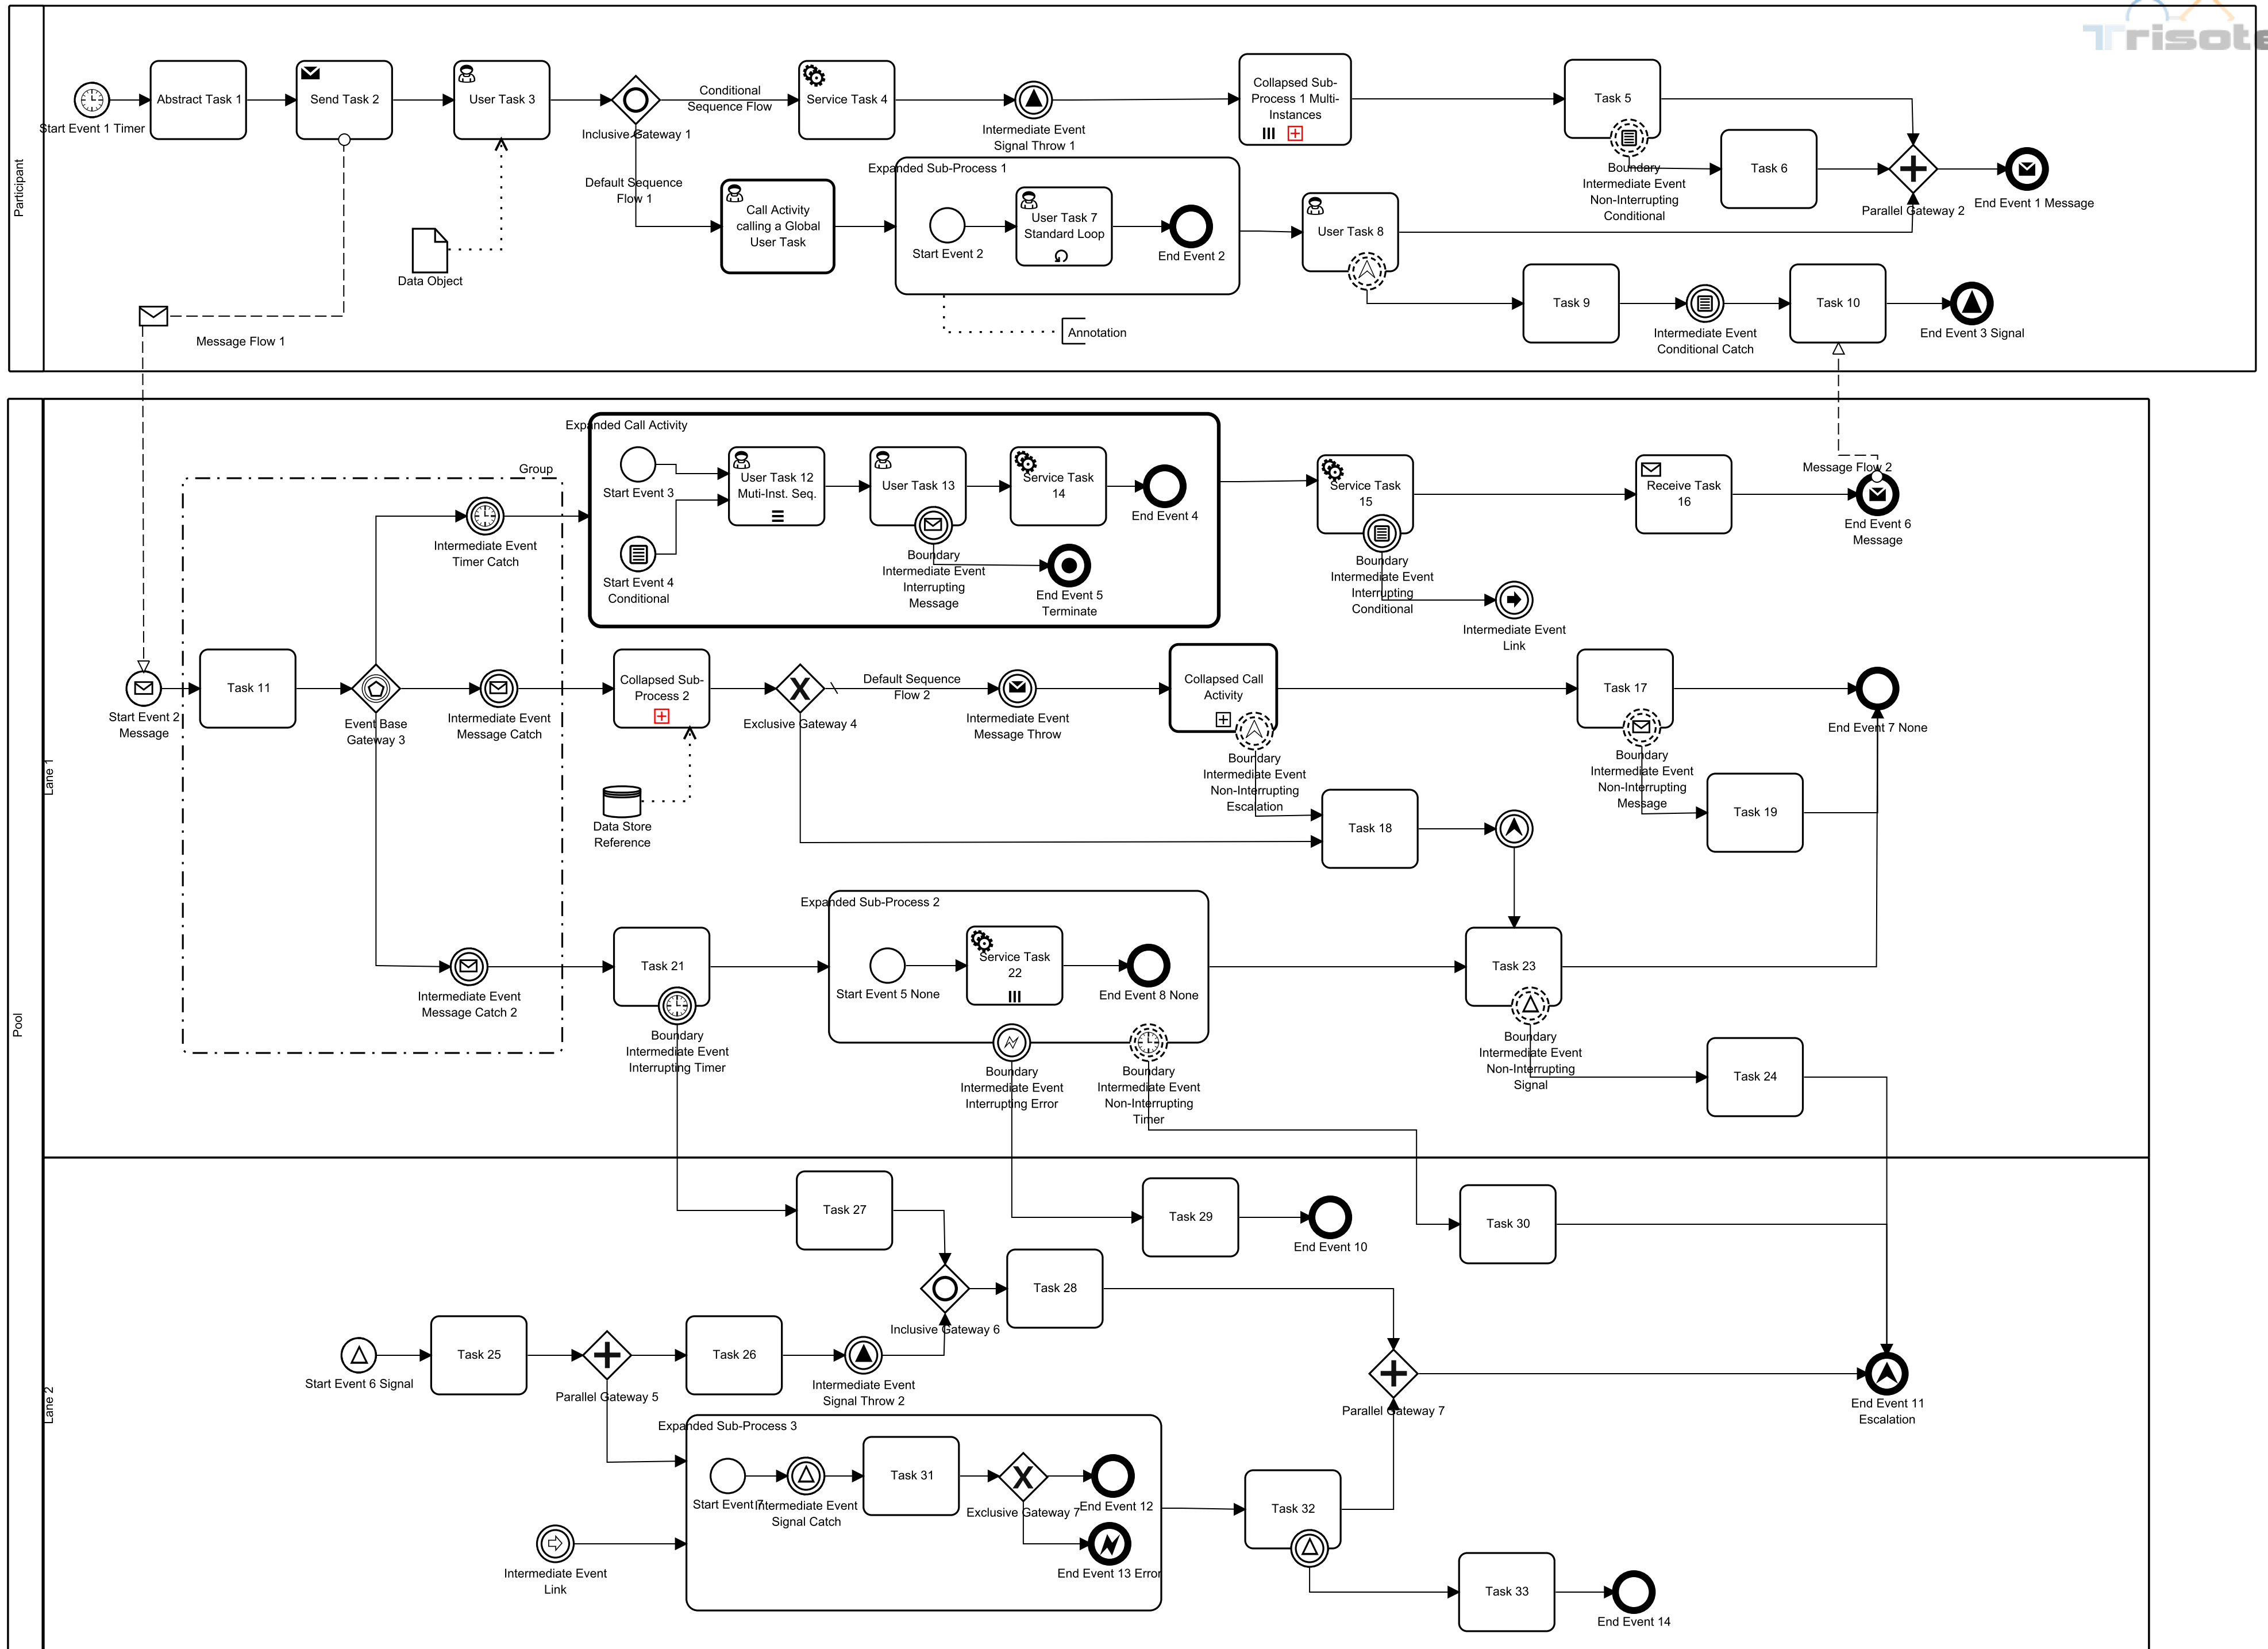 Trisote
Participant
Start Event 1 Timer
Abstract Task 1
Send Task 2
User Task 3
Inclusive Gateway 1
Conditional
Sequence Flow
Service Task 4
Intermediate Event
Signal Throw 1
Collapsed Sub-
Process 1 Multi-
Instances
Task 5
Boundary
Intermediate Event
Non-Interrupting
Conditional
Task 6
Parallel Gateway 2
End Event 1 Message
Default Sequence
Flow 1
Call Activity
calling a Global
User Task
Expanded Sub-Process 1
Start Event 2
User Task 7
Standard Loop
End Event 2
User Task 8
Data Object
Message Flow 1
Annotation
Task 9
Intermediate Event
Conditional Catch
Task 10
End Event 3 Signal
Pool
Lane 1
Group
Expanded Call Activity
Start Event 3
User Task 12
Muti-Inst. Seq.
User Task 13
Service Task
14
End Event 4
Start Event 4
Conditional
Boundary
Intermediate Event
Interrupting
Message
End Event 5
Terminate
Service Task
15
Boundary
Intermediate Event
Interrupting
Conditional
Intermediate Event
Link
Receive Task
16
Message Flow 2
End Event 6
Message
Intermediate Event
Timer Catch
Start Event 2
Message
Task 11
Event Base
Gateway 3
Intermediate Event
Message Catch
Collapsed Sub-
Process 2
Exclusive Gateway 4
Default Sequence
Flow 2
Intermediate Event
Message Throw
Collapsed Call
Activity
Boundary
Intermediate Event
Non-Interrupting
Escalation
Task 17
Boundary
Intermediate Event
Non-Interrupting
Message
End Event 7 None
Data Store
Reference
Task 18
Task 19
Intermediate Event
Message Catch 2
Task 21
Boundary
Intermediate Event
Interrupting Timer
Expanded Sub-Process 2
Start Event 5 None
Service Task
22
End Event 8 None
Boundary
Intermediate Event
Interrupting Error
Boundary
Intermediate Event
Non-Interrupting
Timer
Task 23
Boundary
Intermediate Event
Non-Interrupting
Signal
Task 24
Lane 2
Task 27
Task 29
End Event 10
Task 30
Inclusive Gateway 6
Task 28
Start Event 6 Signal
Task 25
Parallel Gateway 5
Task 26
Intermediate Event
Signal Throw 2
Parallel Gateway 7
End Event 11
Escalation
Expanded Sub-Process 3
Start Event 7
Intermediate Event
Signal Catch
Task 31
Exclusive Gateway 7
End Event 12
End Event 13 Error
Intermediate Event
Link
Task 32
Task 33
End Event 14